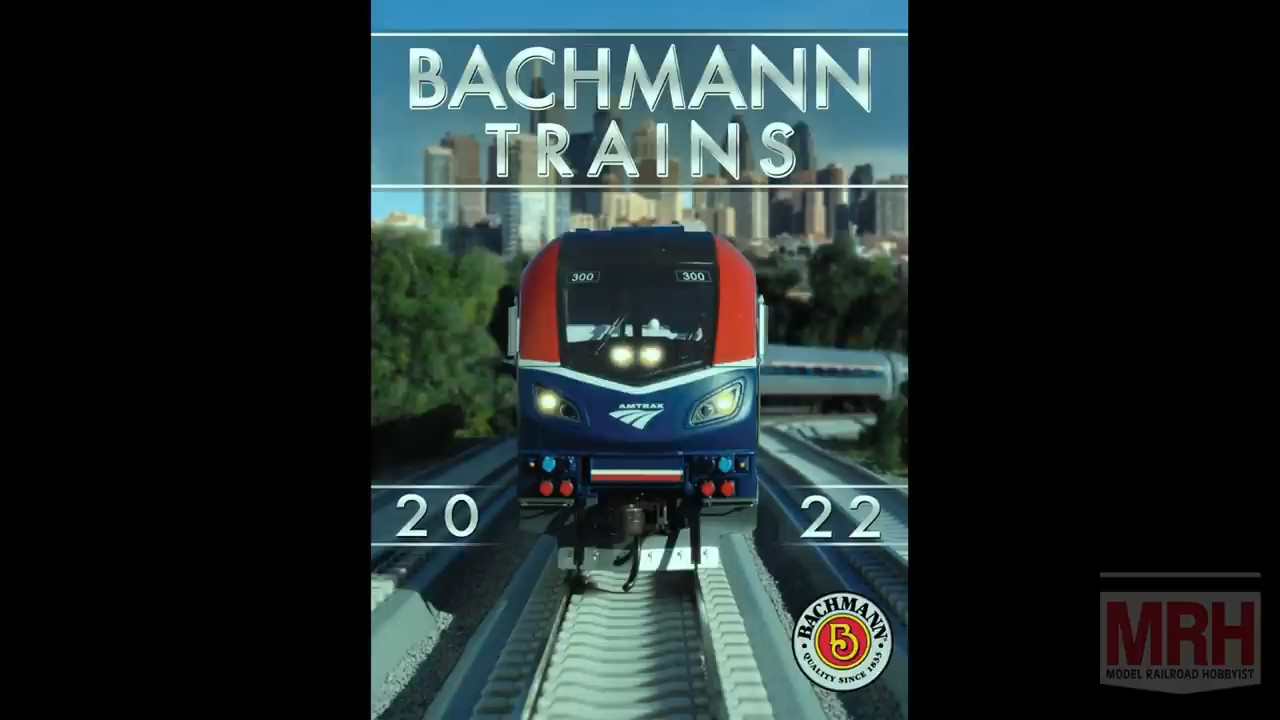 BACHMANN
TRAINS
300 300
AMTRAK
20 22
BACHMANN
QUALITY SINCE 1833
MRH
MODEL RAILROAD HOBBYIST